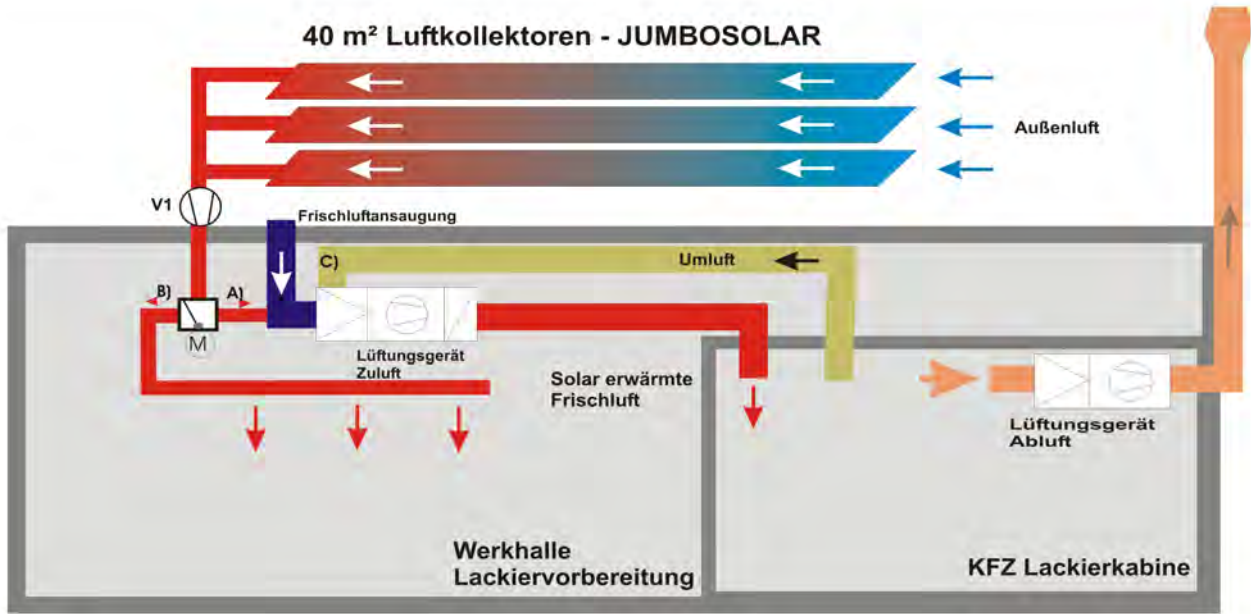 40 m² Luftkollektoren - JUMBOSOLAR
Außenluft
V1
Frischluftansaugung
C)
Umluft
B)
A)
M
Lüftungsgerät
Zuluft
Solar erwärmte
Frischluft
Lüftungsgerät
Abluft
Werkhalle
Lackiervorbereitung
KFZ Lackierkabine